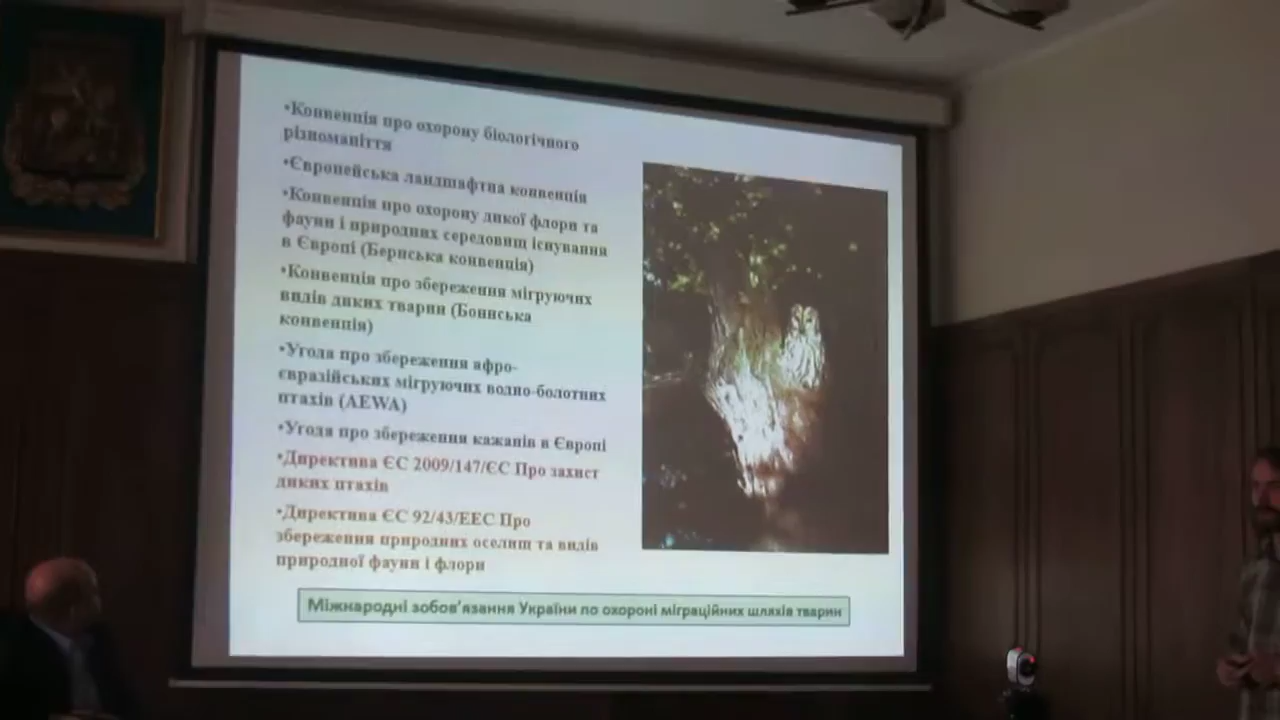 •Конвенція про охорону біологічного
різноманіття
•Європейська ландшафтна конвенція
•Конвенція про охорону дикої флори та
фауни і природних середовищ існування
в Європі (Бернська конвенція)
•Конвенція про збереження мігруючих
видів диких тварин (Боннська
конвенція)
•Угода про збереження афро-
євразійських мігруючих водно-болотних
птахів (AEWA)
•Угода про збереження кажанів в Європі
•Директива ЄС 2009/147/ЄС Про захист
диких птахів
•Директива ЄС 92/43/ЕЕС Про
збереження природних оселищ та видів
природної фауни і флори
Міжнародні зобов'язання України по охороні міграційних шляхів тварин